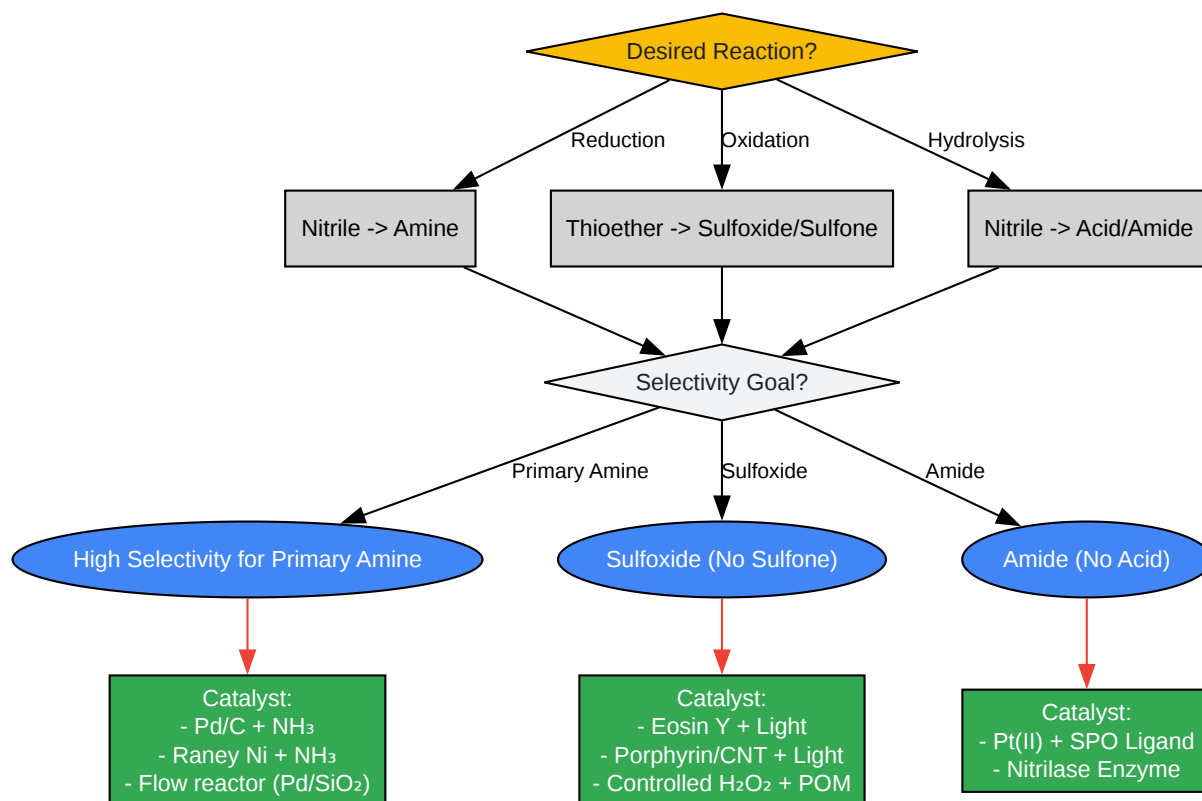 Desired Reaction?
Reduction
Oxidation
Hydrolysis
Nitrile -> Amine
Thioether -> Sulfoxide/Sulfone
Nitrile -> Acid/Amide
Selectivity Goal?
Primary Amine
Sulfoxide
Amide
High Selectivity for Primary Amine
Sulfoxide (No Sulfone)
Amide (No Acid)
Catalyst:
- Pd/C + NH₃
- Raney Ni + NH₃
- Flow reactor (Pd/SiO₂)
Catalyst:
- Eosin Y + Light
- Porphyrin/CNT + Light
- Controlled H₂O₂ + POM
Catalyst:
- Pt(II) + SPO Ligand
- Nitrilase Enzyme